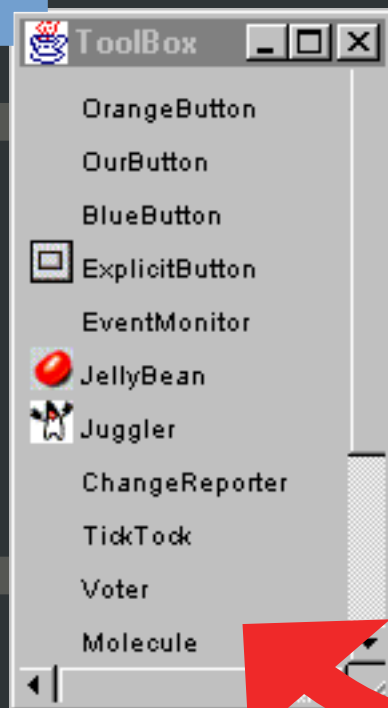 ToolBox
OrangeButton
OurButton
BlueButton
ExplicitButton
EventMonitor
JellyBean
Juggler
ChangeReporter
TickTock
Voter
Molecule